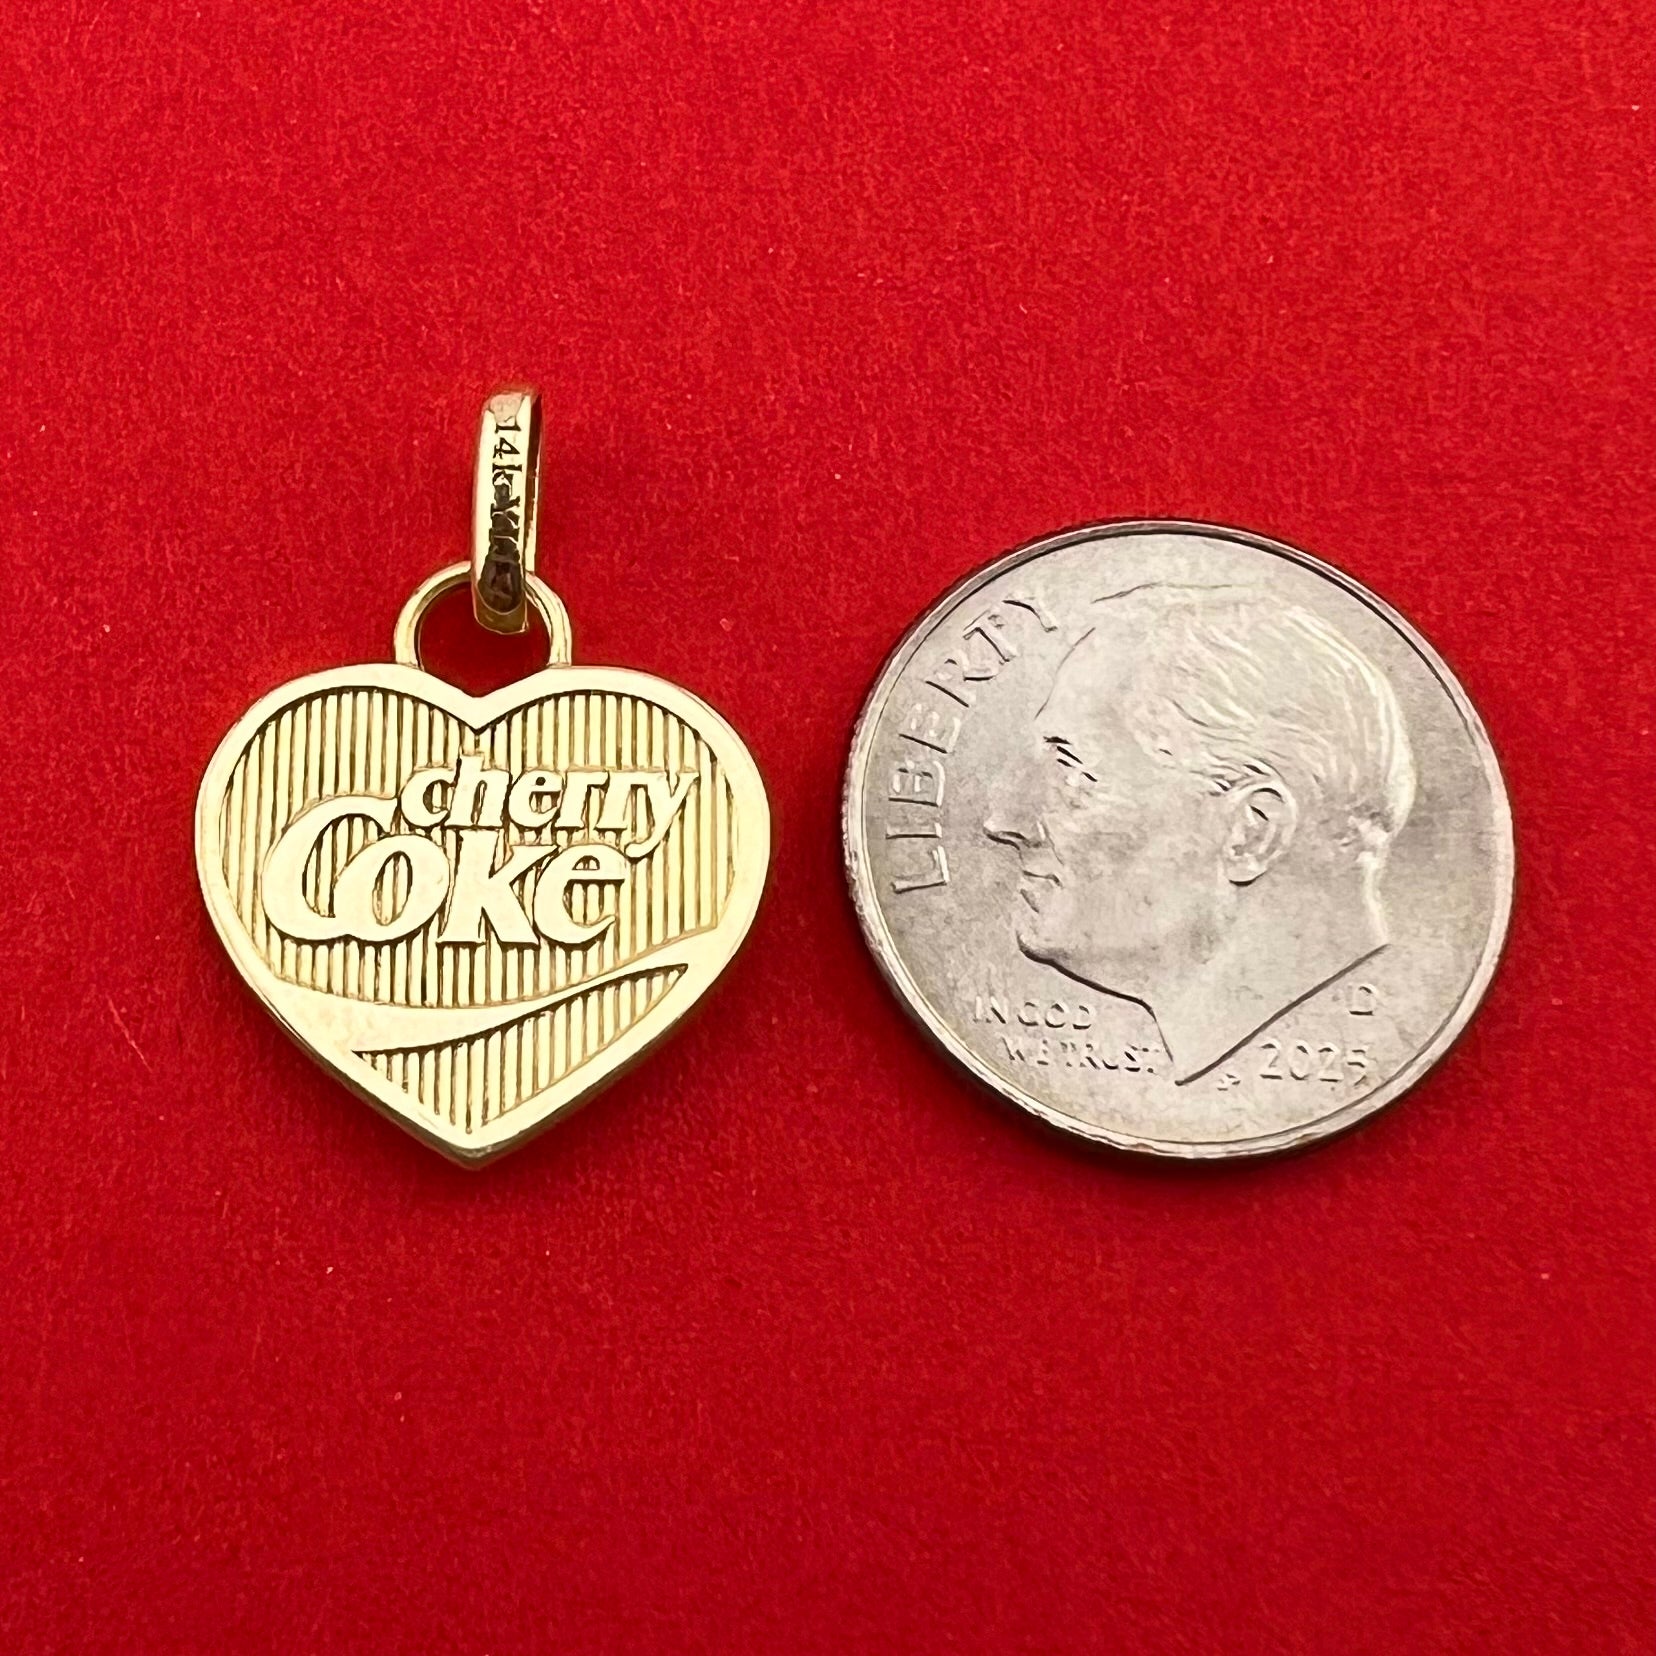 14k
cherry
Coke
LIBERTY
IN GOD
WE TRUST
D
2025